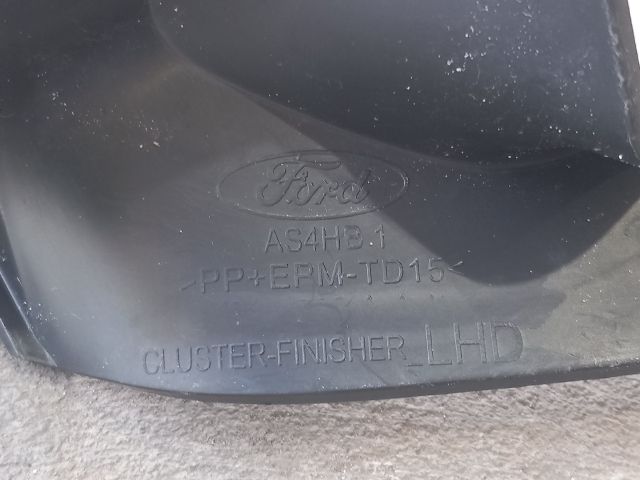 Ford
AS4HB 1
<PP+EPM-TD15<
CLUSTER-FINISHER_LHD